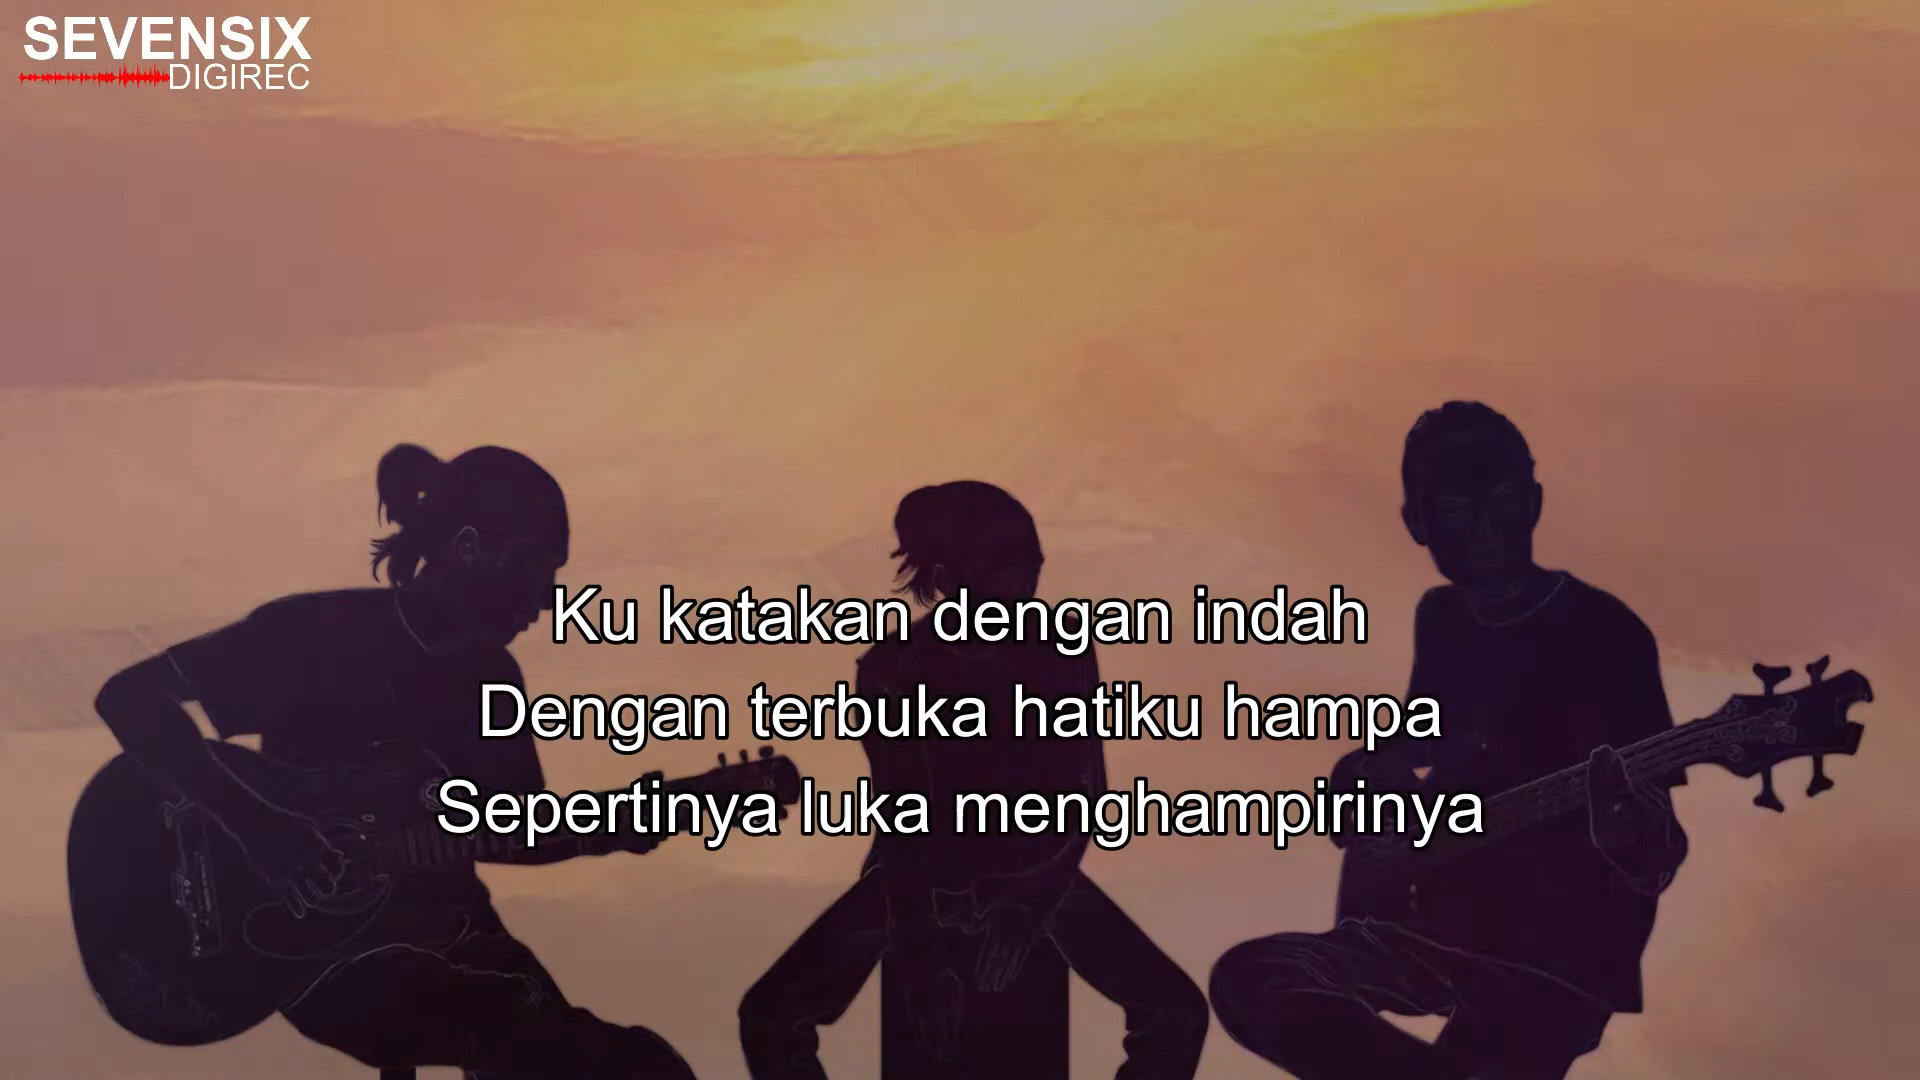 SEVENSIX
DIGIREC
Ku katakan dengan indah
Dengan terbuka hatiku hampa
Sepertinya luka menghampirinya